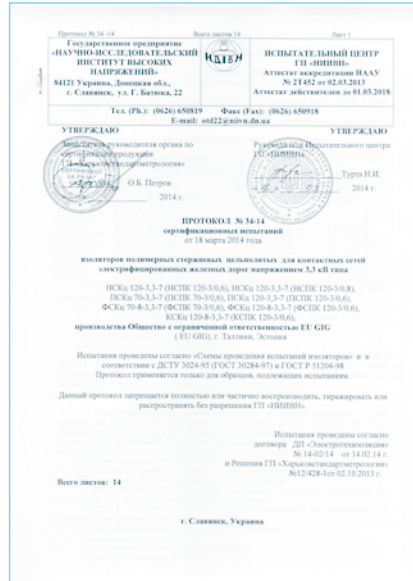 Протокол № 34 -14 Всего листов 14 Лист 1
Государственное предприятие
«НАУЧНО-ИССЛЕДОВАТЕЛЬСКИЙ
ИНСТИТУТ ВЫСОКИХ
НАПРЯЖЕНИЙ»
84121 Украина, Донецкая обл.,
г. Славянск, ул. Г. Батюка, 22
НДІВН
ИСПЫТАТЕЛЬНЫЙ ЦЕНТР
ГП «НИИВН»
Аттестат аккредитации НААУ
№ 2Т452 от 02.03.2013
Аттестат действителен до 01.03.2018
Тел. (Ph.): (0626) 650819 Факс (Fax): (0626) 650918
E-mail: otd22@niivn.dn.ua
УТВЕРЖДАЮ
Заместитель руководителя органа по
сертификации продукции
ГП «Харьковстандартметрология»
О.Б. Петров
2014 г.
УТВЕРЖДАЮ
Руководитель Испытательного центра
ГП «НИИВН»
Турта Н.И.
2014 г.
ПРОТОКОЛ № 34-14
сертификационных испытаний
от 18 марта 2014 года
изоляторов полимерных стержневых цельнолитых для контактных сетей
электрифицированных железных дорог напряжением 3,3 кВ типа
НСКц 120-3,3-7 (НСПК 120-3/0,6), НСКц 120-3,3-7 (НСПК 120-3/0,8),
ПСКц 70-3,3-7 (ПСПК 70-3/0,6), ПСКц 120-3,3-7 (ПСПК 120-3/0,6),
ФСКц 70-8-3,3-7 (ФСПК 70-3/0,6), ФСКц 120-8-3,3-7 (ФСПК 120-3/0,6),
КСКц 120-8-3,3-7 (КСПК 120-3/0,6),
производства Общество с ограниченной ответственностью EU GIG
( EU GIG), г. Таллинн, Эстония
Испытания проведены согласно «Схемы проведения испытаний изоляторов» и в
соответствии с ДСТУ 3024-95 (ГОСТ 30284-97) и ГОСТ Р 51204-98
Протокол применяется только для образцов, подлежащих испытаниям.
Данный протокол запрещается полностью или частично воспроизводить, тиражировать или
распространять без разрешения ГП «НИИВН».
Испытания проведены согласно
договора ДП «Электротехизоляция»
№ 14-02/14 от 14.02.14 г.
и Решения ГП «Харьковстандартметрология»
№12/428-1от 02.10.2013 г.
Всего листов: 14
г. Славянск, Украина